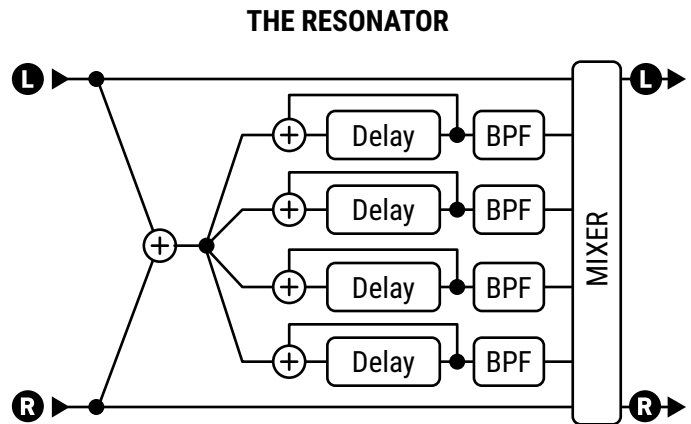 THE RESONATOR
L
L
Delay
BPF
Delay
BPF
MIXER
Delay
BPF
Delay
BPF
R
R